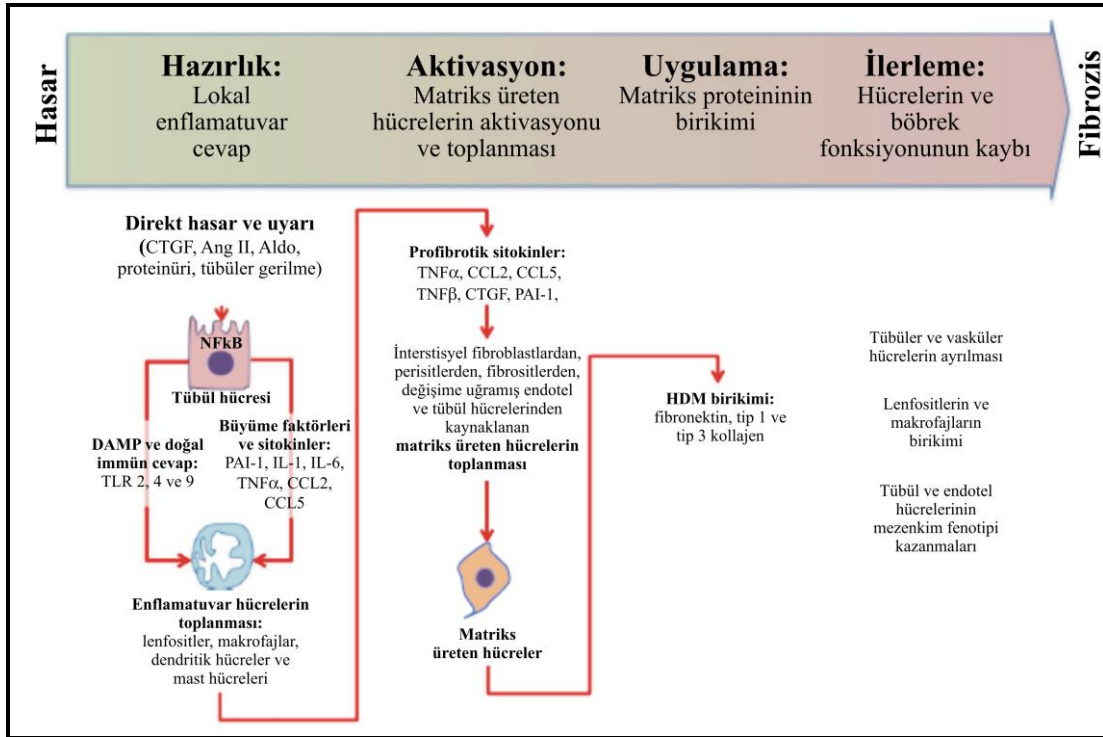 Hasar
Hazırlık:
Lokal
enflamatuvar
cevap
Aktivasyon:
Matriks üreten
hücrelerin aktivasyonu
ve toplanması
Uygulama:
Matriks proteininin
birikimi
İlerleme:
Hücrelerin ve
böbrek
fonksiyonunun kaybı
Fibrozis
Direkt hasar ve uyarı
(CTGF, Ang II, Aldo,
proteinüri, tübüler gerilme)
NFkB
Tübül hücresi
DAMP ve doğal
immün cevap:
TLR 2, 4 ve 9
Büyüme faktörleri
ve sitokinler:
PAI-1, IL-1, IL-6,
TNFα, CCL2,
CCL5
Enflamatuvar hücrelerin
toplanması:
lenfositler, makrofajlar,
dendritik hücreler ve
mast hücreleri
Profibrotik sitokinler:
TNFα, CCL2, CCL5,
TNFβ, CTGF, PAI-1,
İnterstisyel fibroblastlardan,
perisitlerden, fibrositlerden,
değişime uğramış endotel
ve tübül hücrelerinden
kaynaklanan
matriks üreten hücrelerin
toplanması
Matriks
üreten hücreler
HDM birikimi:
fibronektin, tip 1 ve
tip 3 kollajen
Tübüler ve vasküler
hücrelerin ayrılması
Lenfositlerin ve
makrofajların
birikimi
Tübül ve endotel
hücrelerinin
mezenkim fenotipi
kazanmaları